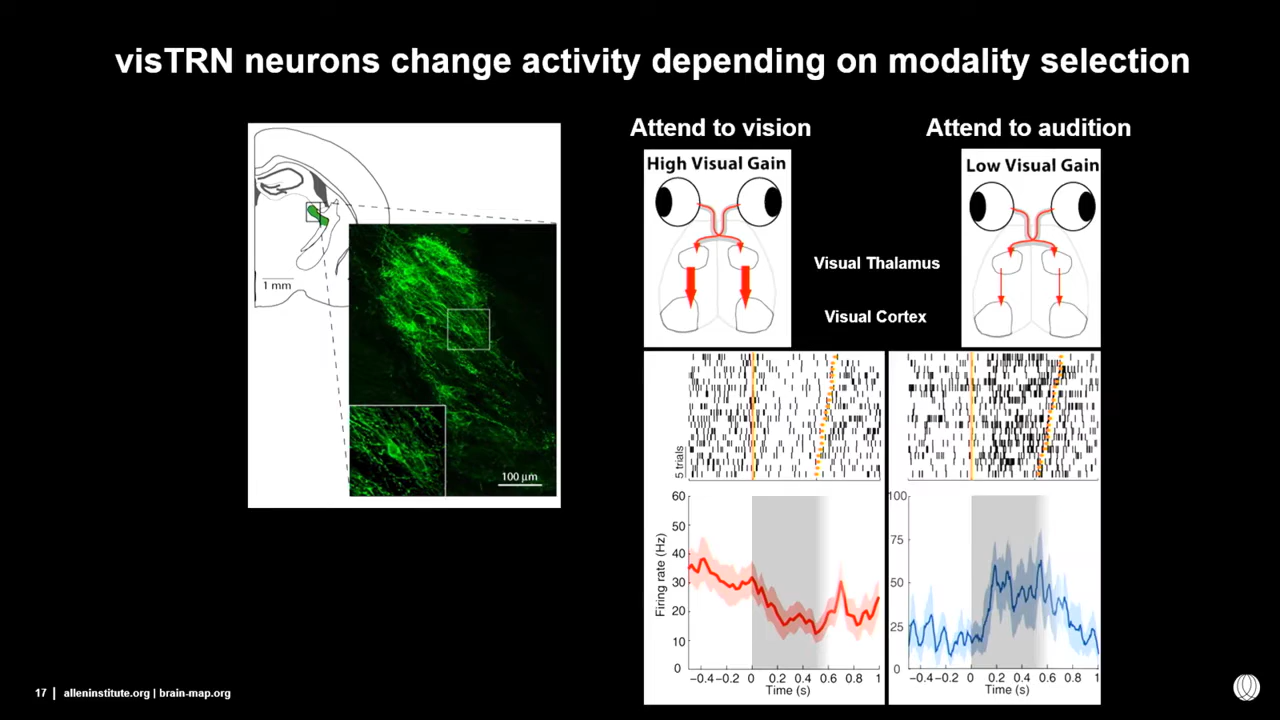 visTRN neurons change activity depending on modality selection
1 mm
100 µm
Attend to vision
Attend to audition
High Visual Gain
Low Visual Gain
Visual Thalamus
Visual Cortex
5 trials
60
50
40
30
20
10
0
Firing rate (Hz)
−0.4 −0.2 0 0.2 0.4 0.6 0.8 1
Time (s)
100
75
50
25
0
−0.4 −0.2 0 0.2 0.4 0.6 0.8 1
Time (s)
17 | alleninstitute.org | brain-map.org